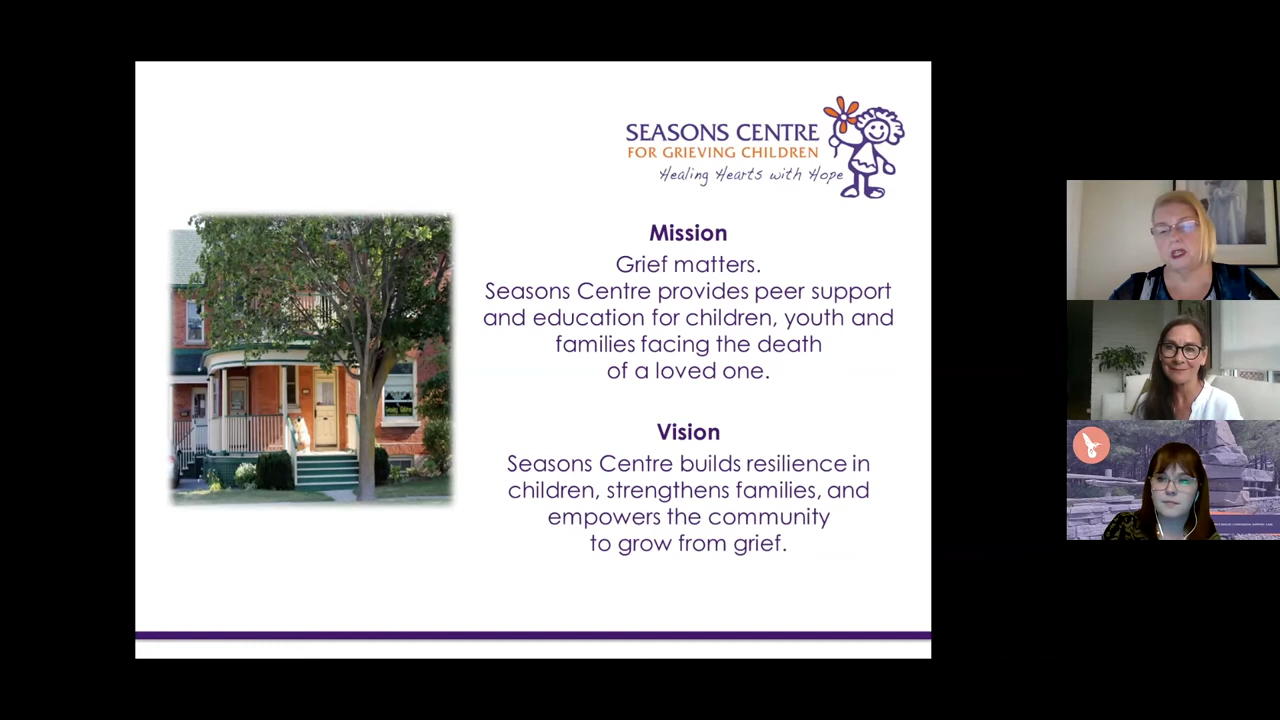 SEASONS CENTRE
FOR GRIEVING CHILDREN
Healing Hearts with Hope
Mission
Grief matters.
Seasons Centre provides peer support
and education for children, youth and
families facing the death
of a loved one.
Vision
Seasons Centre builds resilience in
children, strengthens families, and
empowers the community
to grow from grief.